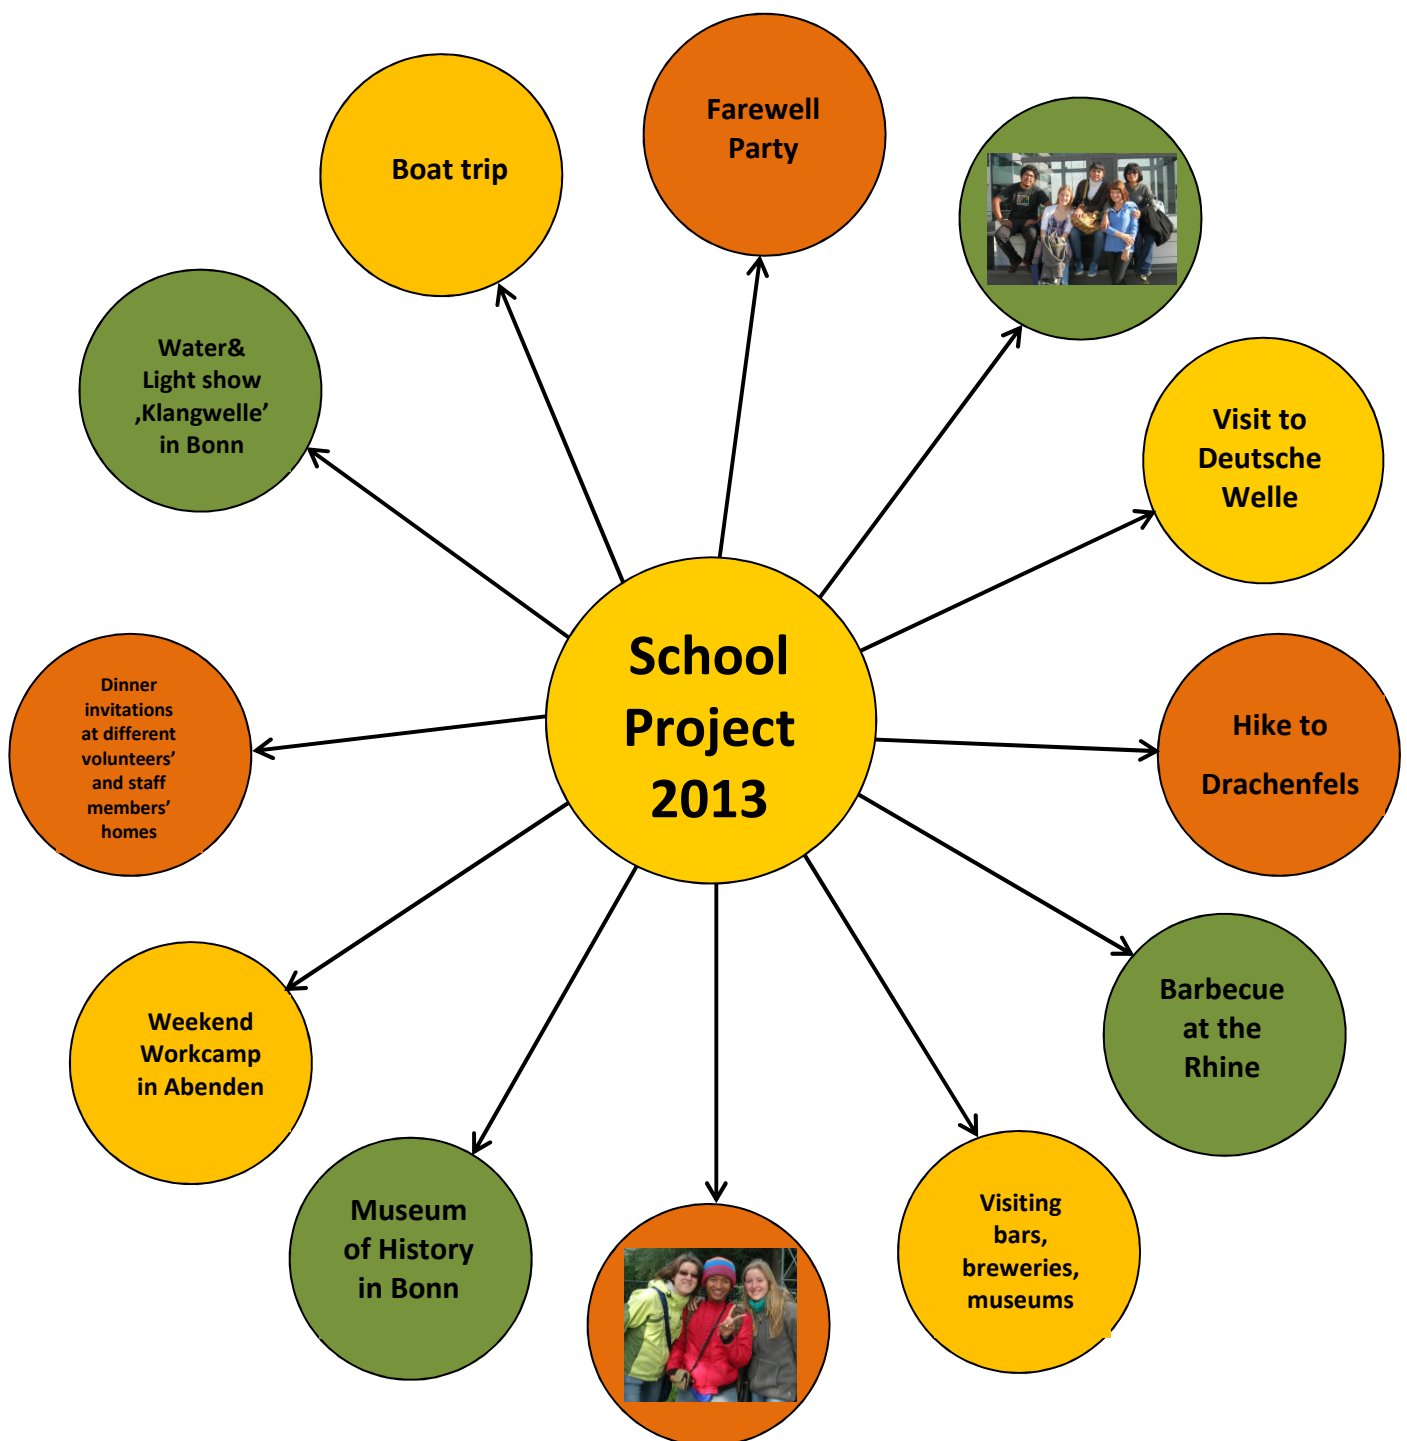 Farewell
Party
Boat trip
Water&
Light show
‚Klangwelle’
in Bonn
Visit to
Deutsche
Welle
School
Project
2013
Dinner
invitations
at different
volunteers’
and staff
members’
homes
Hike to
Drachenfels
Weekend
Workcamp
in Abenden
Barbecue
at the
Rhine
Museum
of History
in Bonn
Visiting
bars,
breweries,
museums